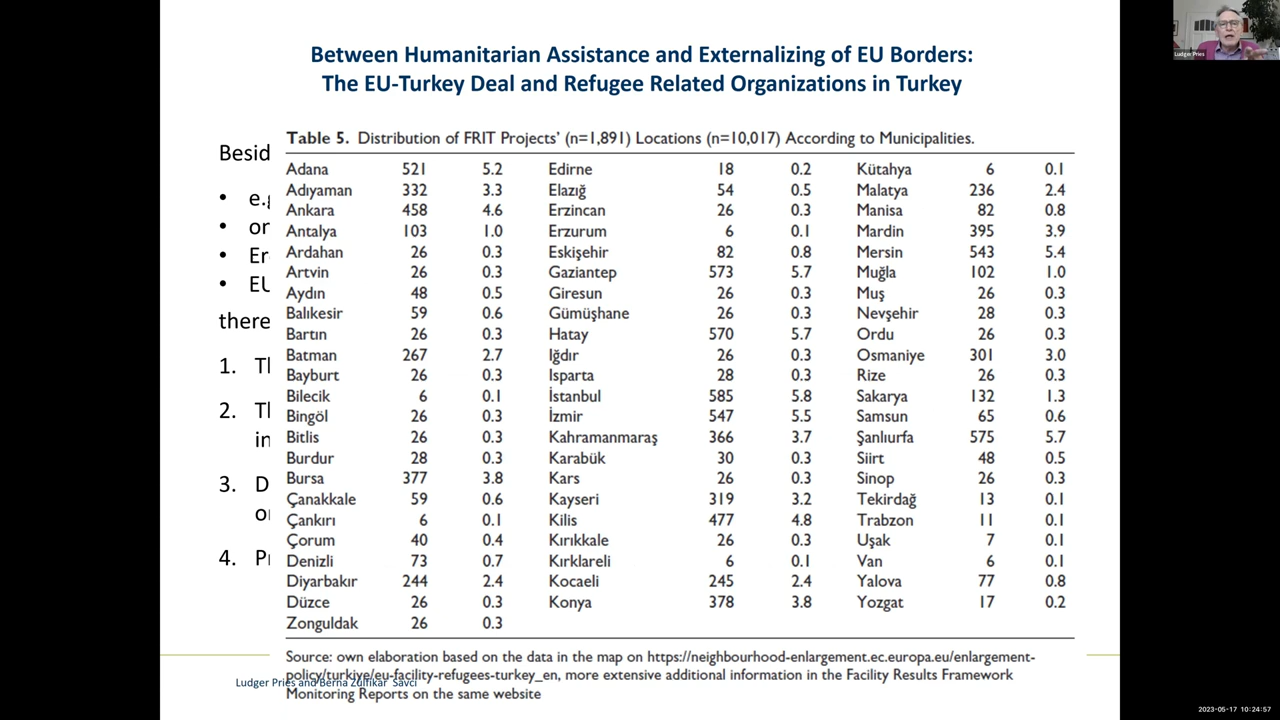 Between Humanitarian Assistance and Externalizing of EU Borders:
The EU-Turkey Deal and Refugee Related Organizations in Turkey
Ludger Pries
Table 5. Distribution of FRIT Projects' (n=1,891) Locations (n=10,017) According to Municipalities.
Adana 521 5.2 Edirne 18 0.2 Kütahya 6 0.1
Adıyaman 332 3.3 Elazığ 54 0.5 Malatya 236 2.4
Ankara 458 4.6 Erzincan 26 0.3 Manisa 82 0.8
Antalya 103 1.0 Erzurum 6 0.1 Mardin 395 3.9
Ardahan 26 0.3 Eskişehir 82 0.8 Mersin 543 5.4
Artvin 26 0.3 Gaziantep 573 5.7 Muğla 102 1.0
Aydın 48 0.5 Giresun 26 0.3 Muş 26 0.3
Balıkesir 59 0.6 Gümüşhane 26 0.3 Nevşehir 28 0.3
Bartın 26 0.3 Hatay 570 5.7 Ordu 26 0.3
Batman 267 2.7 Iğdır 26 0.3 Osmaniye 301 3.0
Bayburt 26 0.3 Isparta 28 0.3 Rize 26 0.3
Bilecik 6 0.1 İstanbul 585 5.8 Sakarya 132 1.3
Bingöl 26 0.3 İzmir 547 5.5 Samsun 65 0.6
Bitlis 26 0.3 Kahramanmaraş 366 3.7 Şanlıurfa 575 5.7
Burdur 28 0.3 Karabük 30 0.3 Siirt 48 0.5
Bursa 377 3.8 Kars 26 0.3 Sinop 26 0.3
Çanakkale 59 0.6 Kayseri 319 3.2 Tekirdağ 13 0.1
Çankırı 6 0.1 Kilis 477 4.8 Trabzon 11 0.1
Çorum 40 0.4 Kırıkkale 26 0.3 Uşak 7 0.1
Denizli 73 0.7 Kırklareli 6 0.1 Van 6 0.1
Diyarbakır 244 2.4 Kocaeli 245 2.4 Yalova 77 0.8
Düzce 26 0.3 Konya 378 3.8 Yozgat 17 0.2
Zonguldak 26 0.3
Source: own elaboration based on the data in the map on https://neighbourhood-enlargement.ec.europa.eu/enlargement-
policy/turkiye/eu-facility-refugees-turkey_en, more extensive additional information in the Facility Results Framework
Monitoring Reports on the same website
Ludger Pries and Berna Zülfikar Savci
Besid
• e.g
• or
• Er
• EU
there
1. Th
2. Th
in
3. D
or
4. Pr
2023-05-17 10:24:57